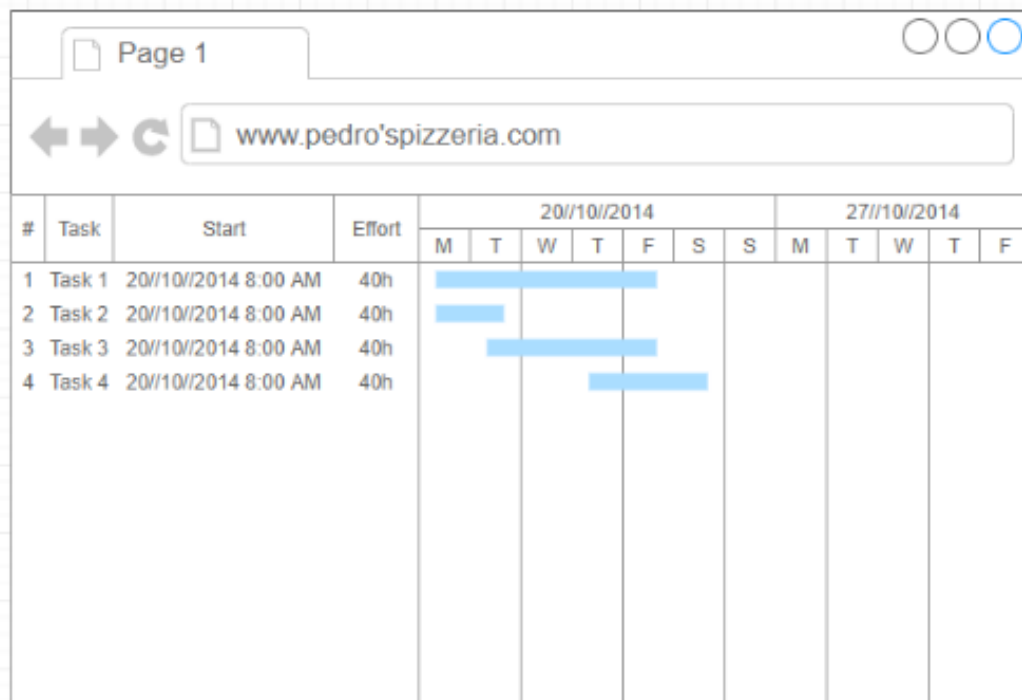 Page 1
www.pedro'spizzeria.com
# Task Start Effort 20//10//2014 27//10//2014
M T W T F S S M T W T F
1 Task 1 20//10//2014 8:00 AM 40h
2 Task 2 20//10//2014 8:00 AM 40h
3 Task 3 20//10//2014 8:00 AM 40h
4 Task 4 20//10//2014 8:00 AM 40h